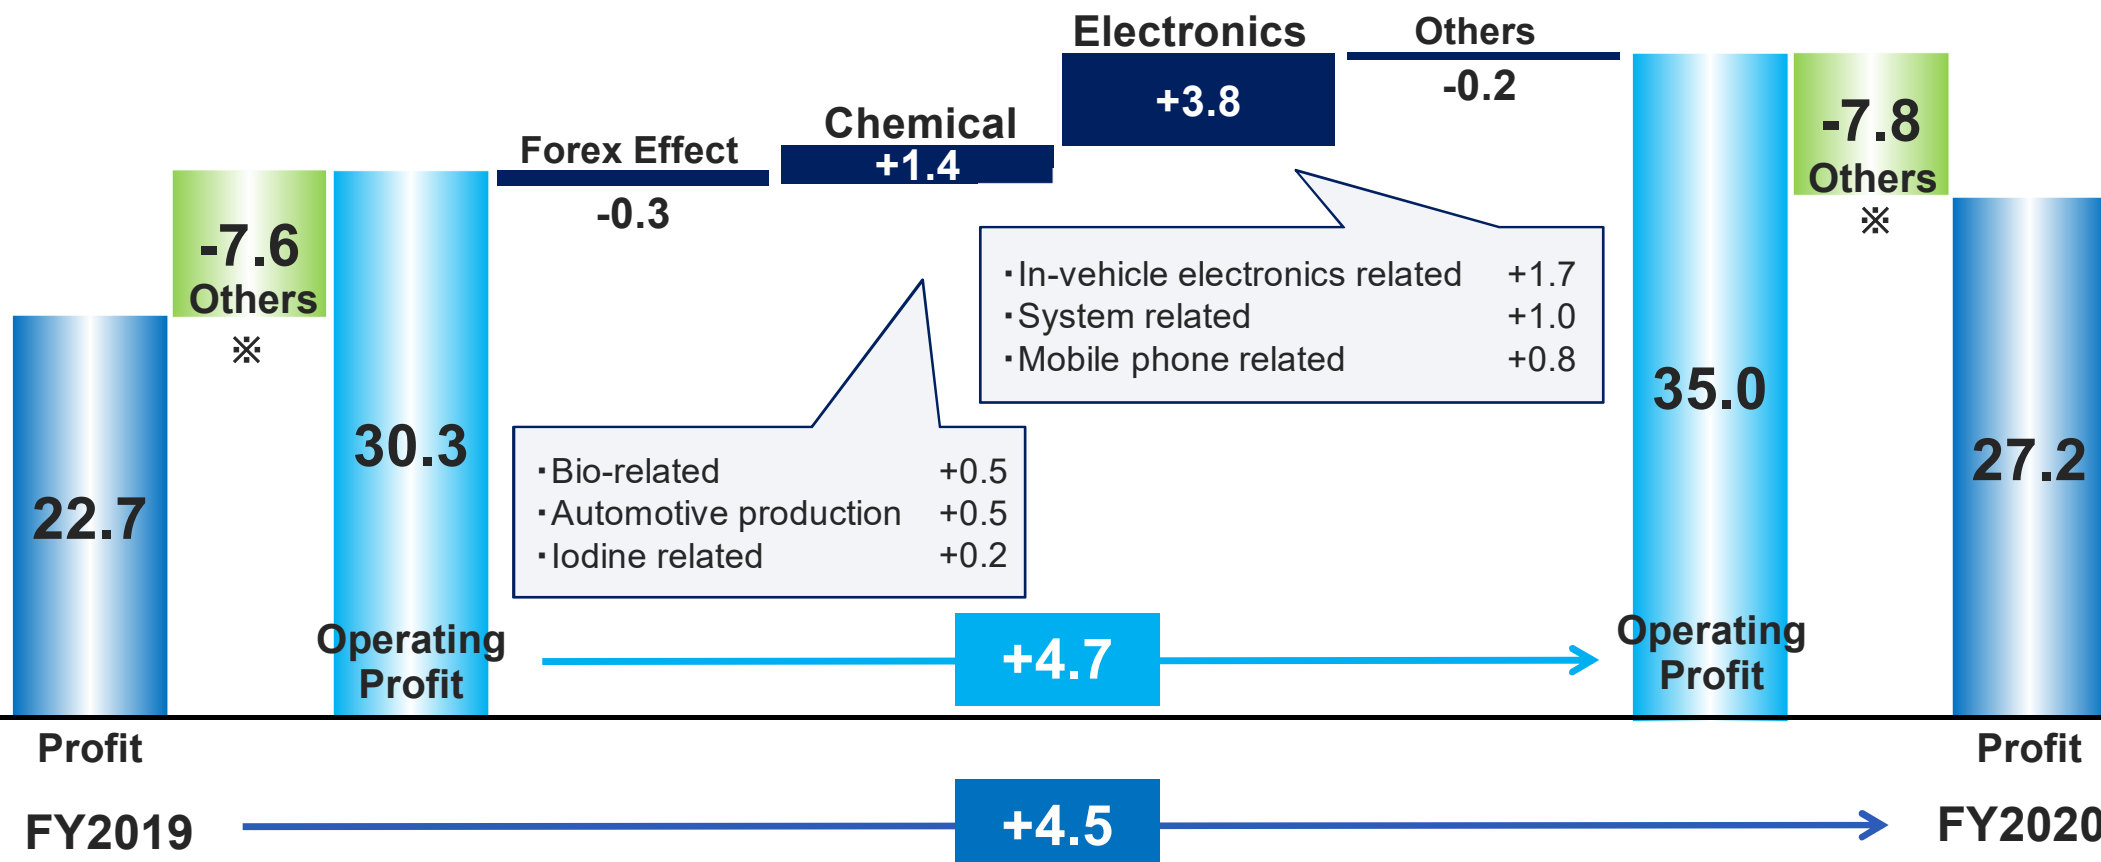 Electronics
+3.8
Others
-0.2
Chemical
+1.4
Forex Effect
-0.3
-7.6
Others
※
-7.8
Others
※
・In-vehicle electronics related +1.7
・System related +1.0
・Mobile phone related +0.8
・Bio-related +0.5
・Automotive production +0.5
・Iodine related +0.2
22.7
30.3
35.0
27.2
Operating
Profit
+4.7
Operating
Profit
Profit
Profit
FY2019
+4.5
FY2020